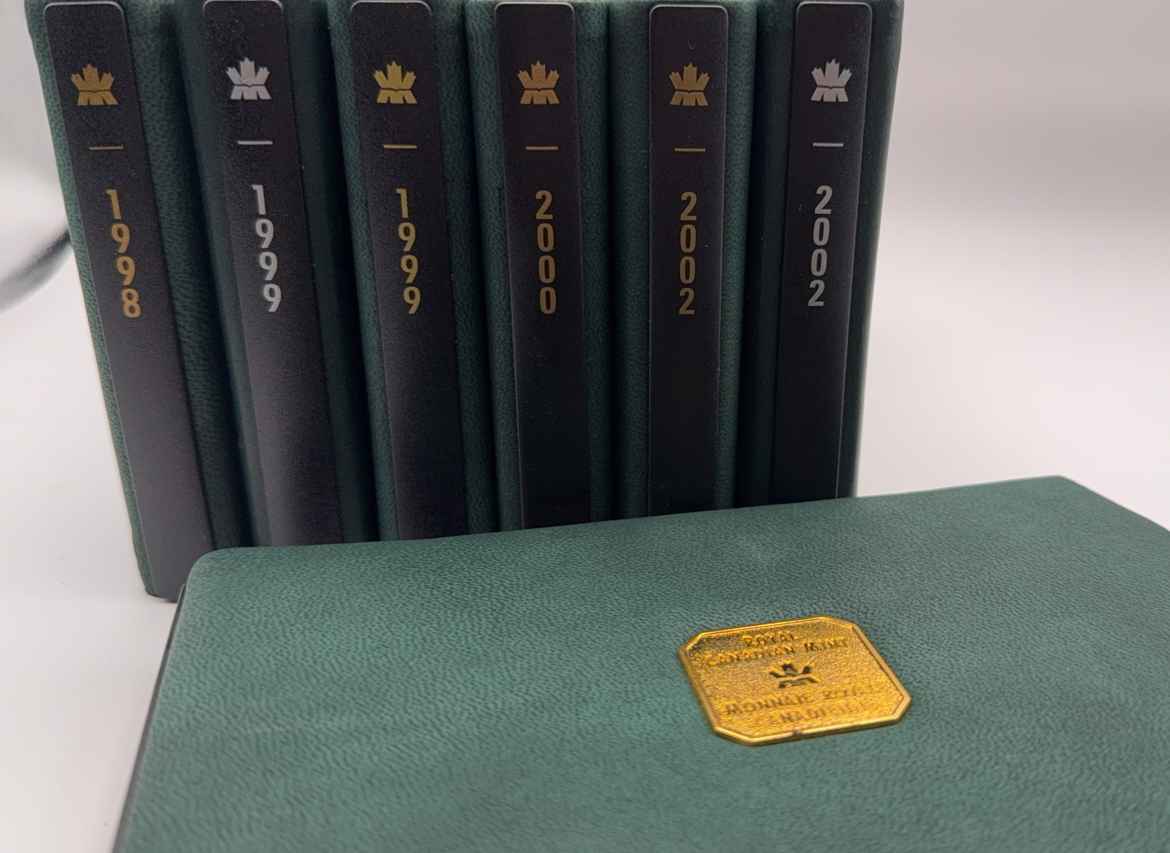 1998
1999
1999
2000
2002
2002
ROYAL
CANADIAN MINT
MONNAIE ROYALE
CANADIENNE